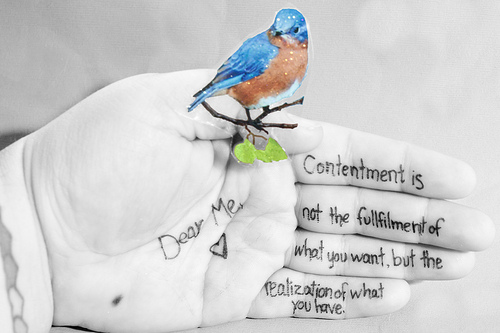 Dear Me,
Contentment is
not the fullfilment of
what you want, but the
realization of what
you have.